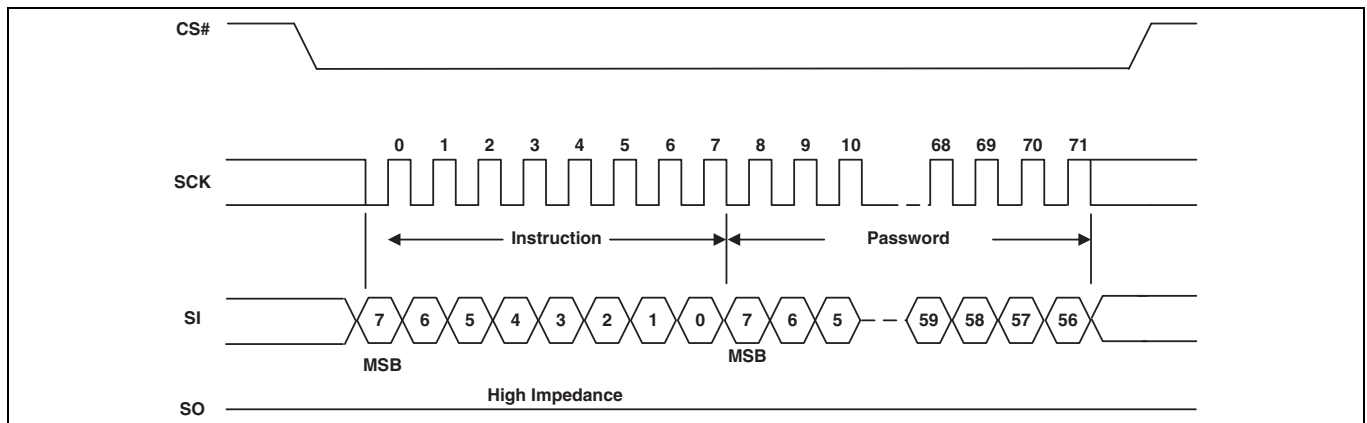 CS#
0 1 2 3 4 5 6 7 8 9 10 68 69 70 71
SCK
Instruction Password
SI 7 6 5 4 3 2 1 0 7 6 5 59 58 57 56
MSB MSB
High Impedance
SO